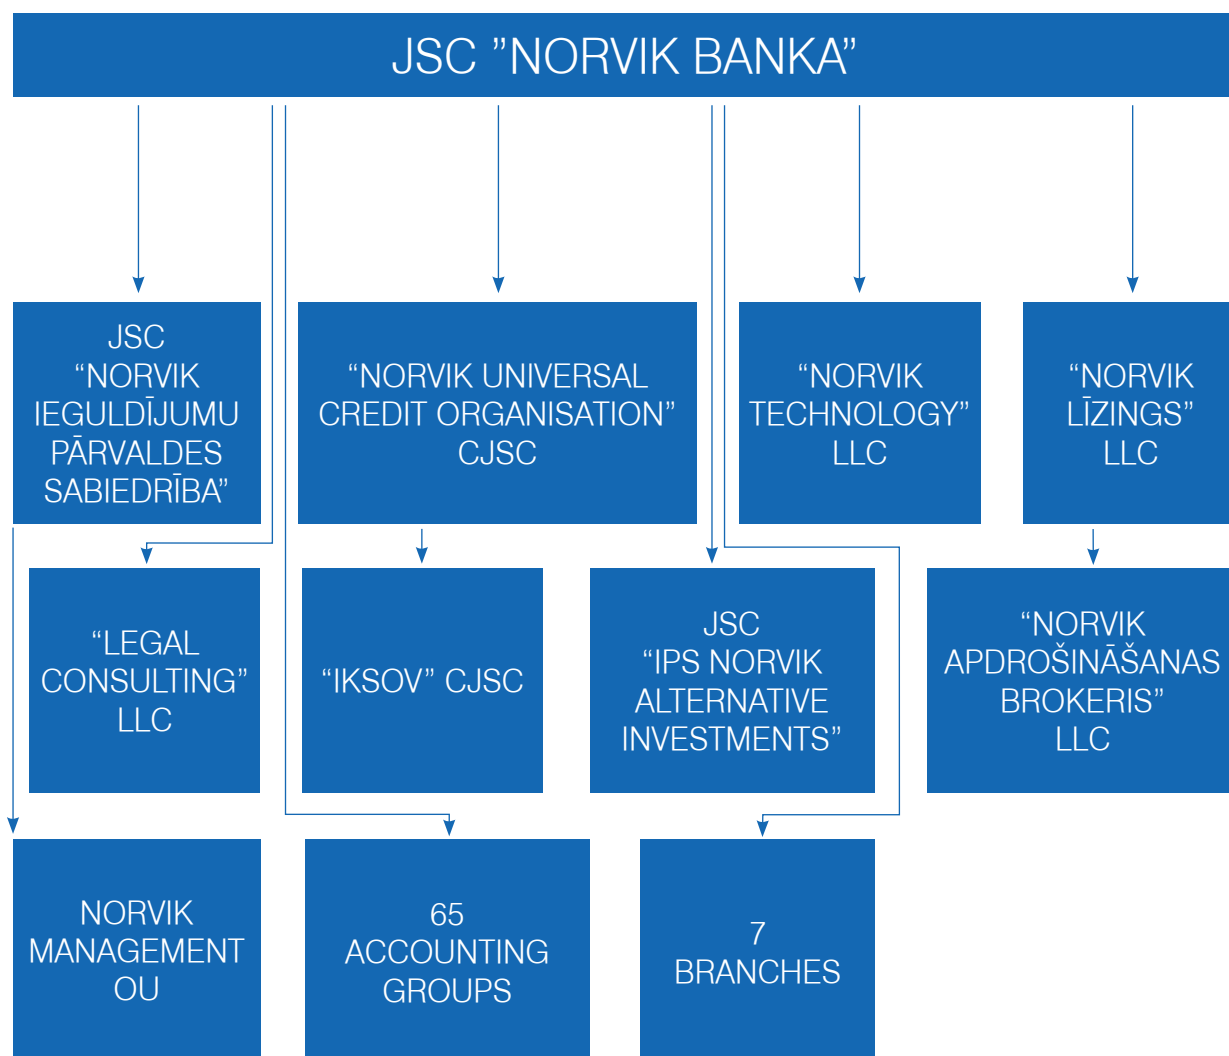 JSC ”NORVIK BANKA”
JSC
“NORVIK
IEGULDĪJUMU
PĀRVALDES
SABIEDRĪBA”
“NORVIK UNIVERSAL
CREDIT ORGANISATION”
CJSC
“NORVIK
TECHNOLOGY”
LLC
“NORVIK
LĪZINGS”
LLC
“LEGAL
CONSULTING”
LLC
“IKSOV” CJSC
JSC
“IPS NORVIK
ALTERNATIVE
INVESTMENTS”
“NORVIK
APDROŠINĀŠANAS
BROKERIS”
LLC
NORVIK
MANAGEMENT
OU
65
ACCOUNTING
GROUPS
7
BRANCHES